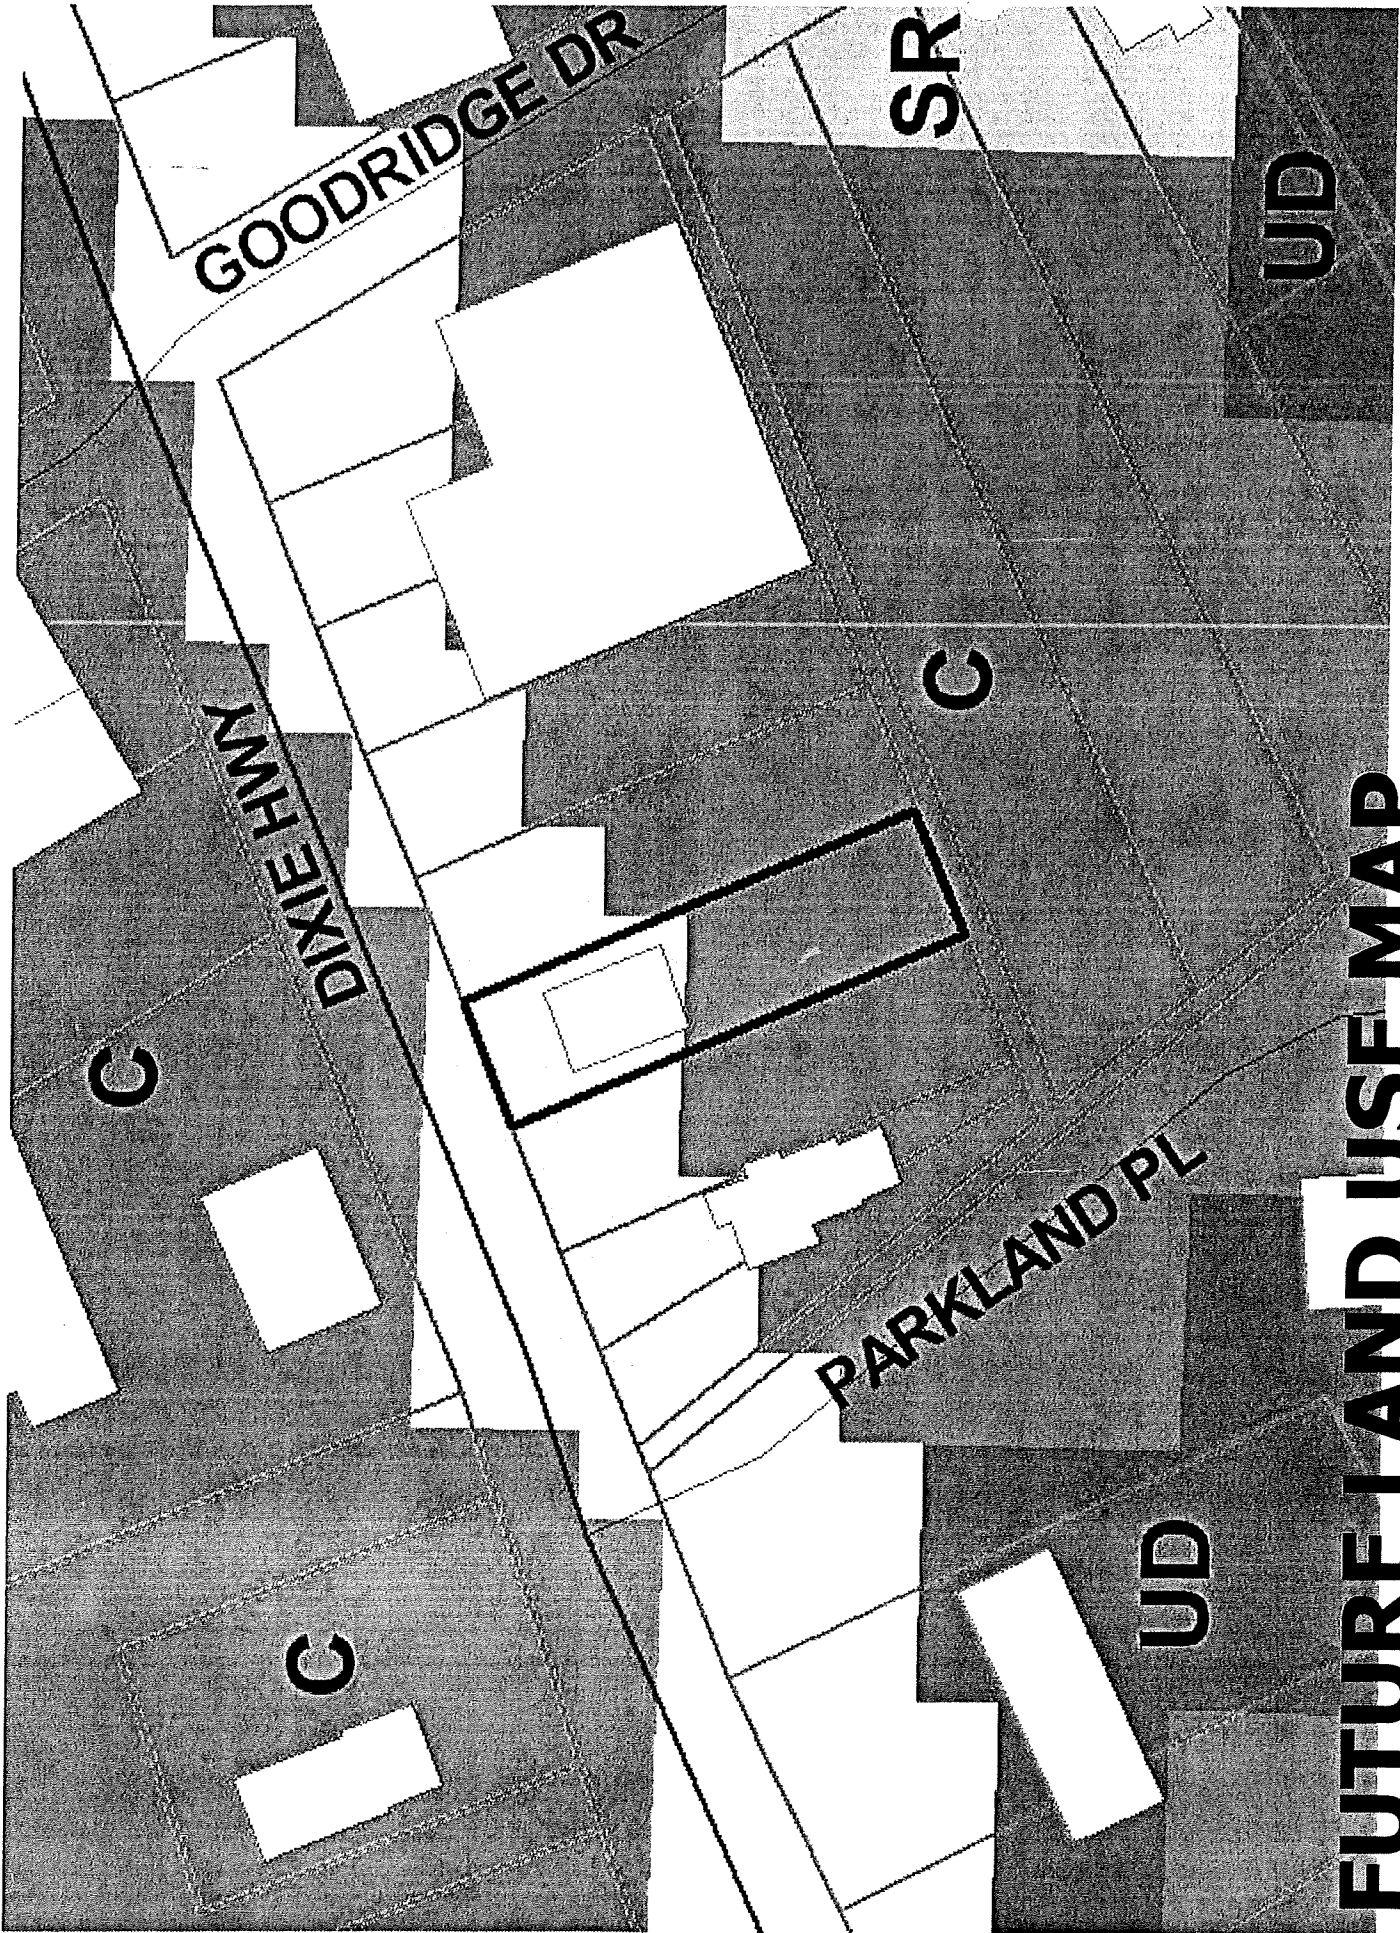 GOODRIDGE DR
SR
UD
DIXIE HWY
C
C
C
PARKLAND PL
UD
FUTURE LAND USE MAP